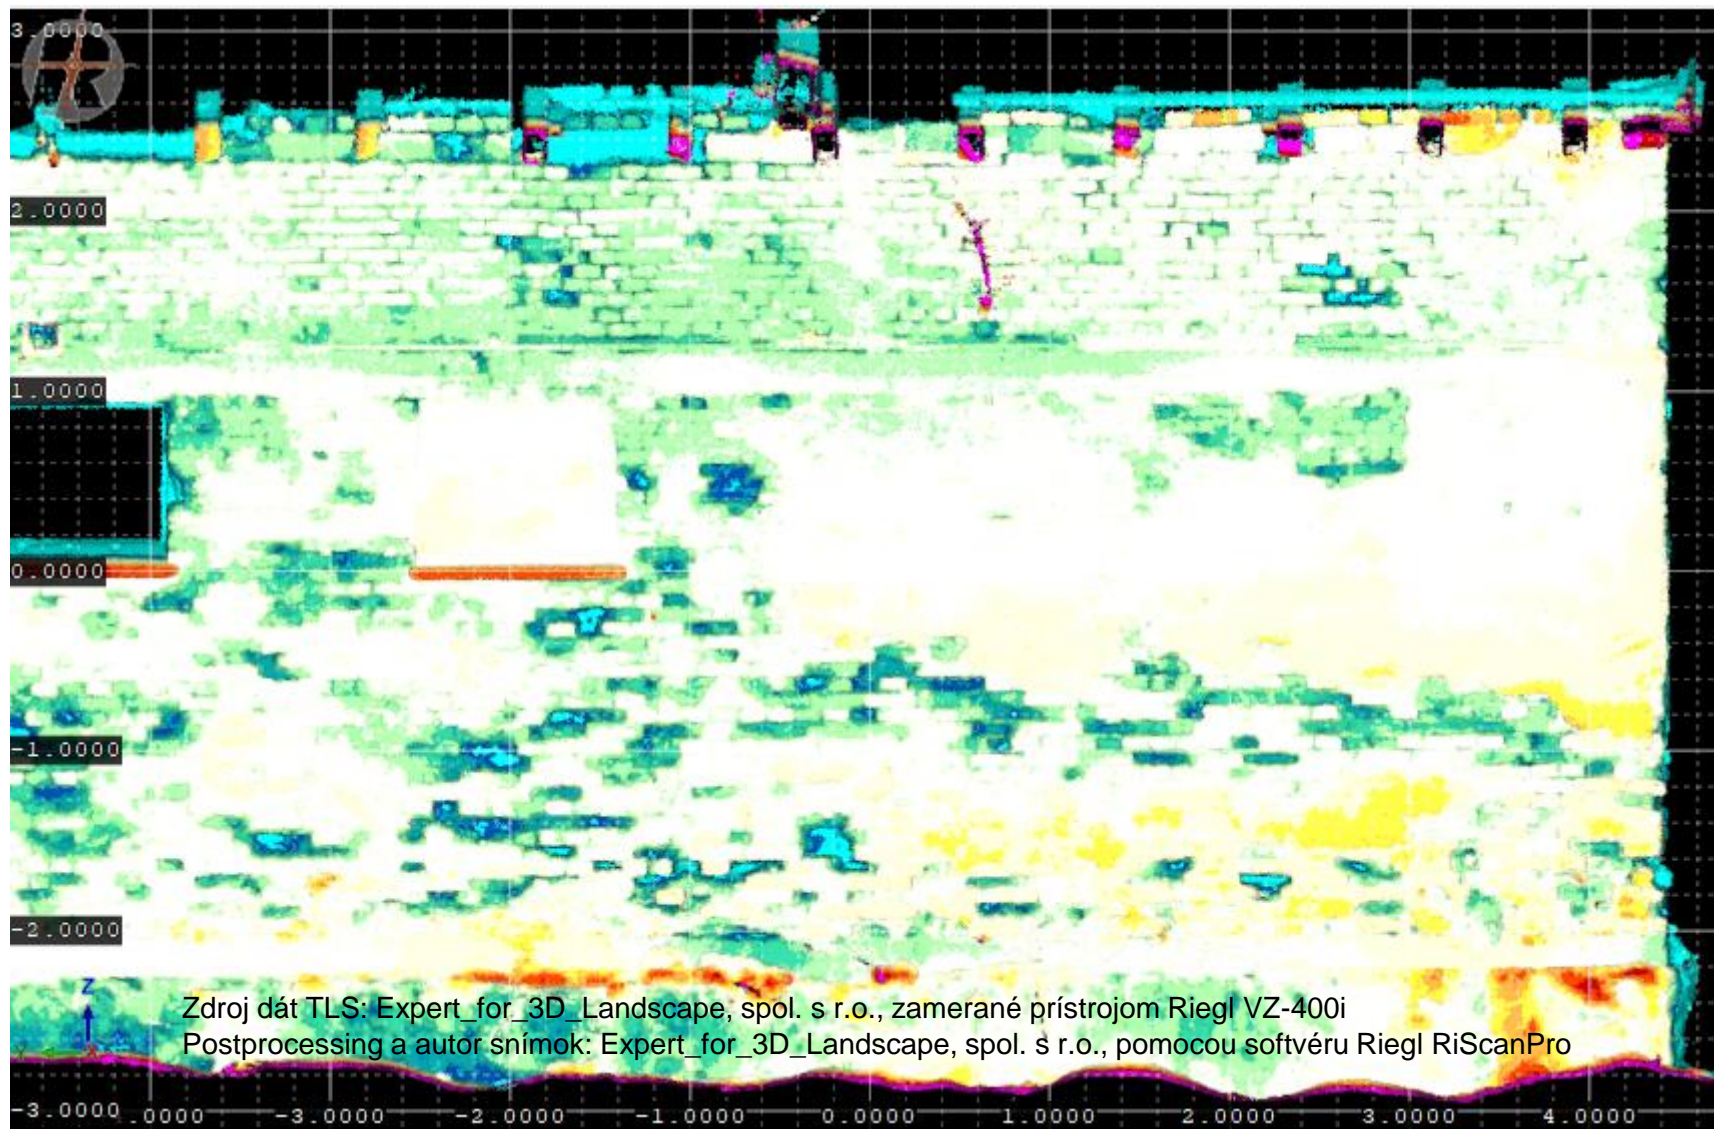 3.0000
2.0000
1.0000
0.0000
-1.0000
-2.0000
Z
Zdroj dát TLS: Expert_for_3D_Landscape, spol. s r.o., zamerané prístrojom Riegl VZ-400i
Postprocessing a autor snímok: Expert_for_3D_Landscape, spol. s r.o., pomocou softvéru Riegl RiScanPro
-3.0000 .0000 -3.0000 -2.0000 -1.0000 0.0000 1.0000 2.0000 3.0000 4.0000